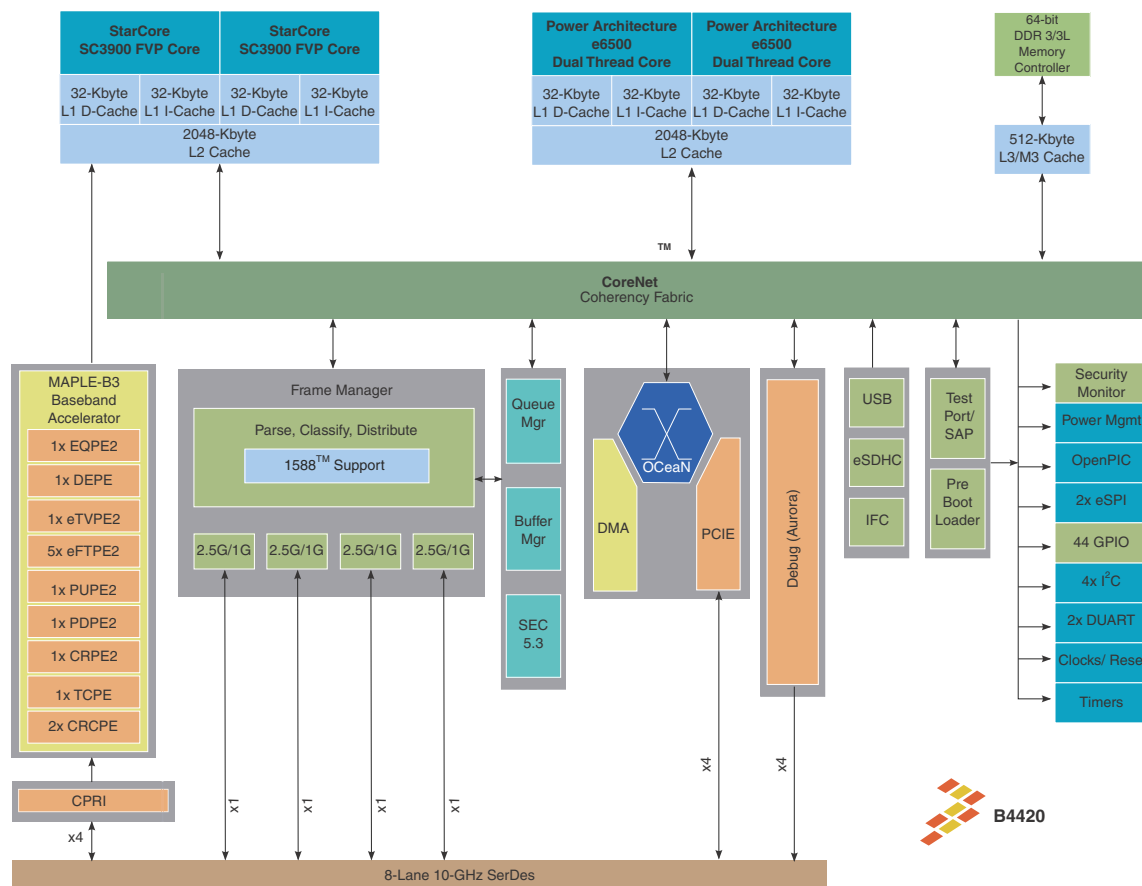 StarCore
SC3900 FVP Core
StarCore
SC3900 FVP Core
32-Kbyte
L1 D-Cache
32-Kbyte
L1 I-Cache
32-Kbyte
L1 D-Cache
32-Kbyte
L1 I-Cache
2048-Kbyte
L2 Cache
Power Architecture
e6500
Dual Thread Core
Power Architecture
e6500
Dual Thread Core
32-Kbyte
L1 D-Cache
32-Kbyte
L1 I-Cache
32-Kbyte
L1 D-Cache
32-Kbyte
L1 I-Cache
2048-Kbyte
L2 Cache
64-bit
DDR 3/3L
Memory
Controller
512-Kbyte
L3/M3 Cache
TM
CoreNet
Coherency Fabric
MAPLE-B3
Baseband
Accelerator
1x EQPE2
1x DEPE
1x eTVPE2
5x eFTPE2
1x PUPE2
1x PDPE2
1x CRPE2
1x TCPE
2x CRCPE
CPRI
x4
Frame Manager
Parse, Classify, Distribute
1588™ Support
2.5G/1G
2.5G/1G
2.5G/1G
2.5G/1G
x1
x1
x1
x1
Queue
Mgr
Buffer
Mgr
SEC
5.3
OCeaN
DMA
PCIE
x4
Debug (Aurora)
x4
USB
eSDHC
IFC
Test
Port/
SAP
Pre
Boot
Loader
Security
Monitor
Power Mgmt
OpenPIC
2x eSPI
44 GPIO
4x I²C
2x DUART
Clocks/ Rese
Timers
B4420
8-Lane 10-GHz SerDes